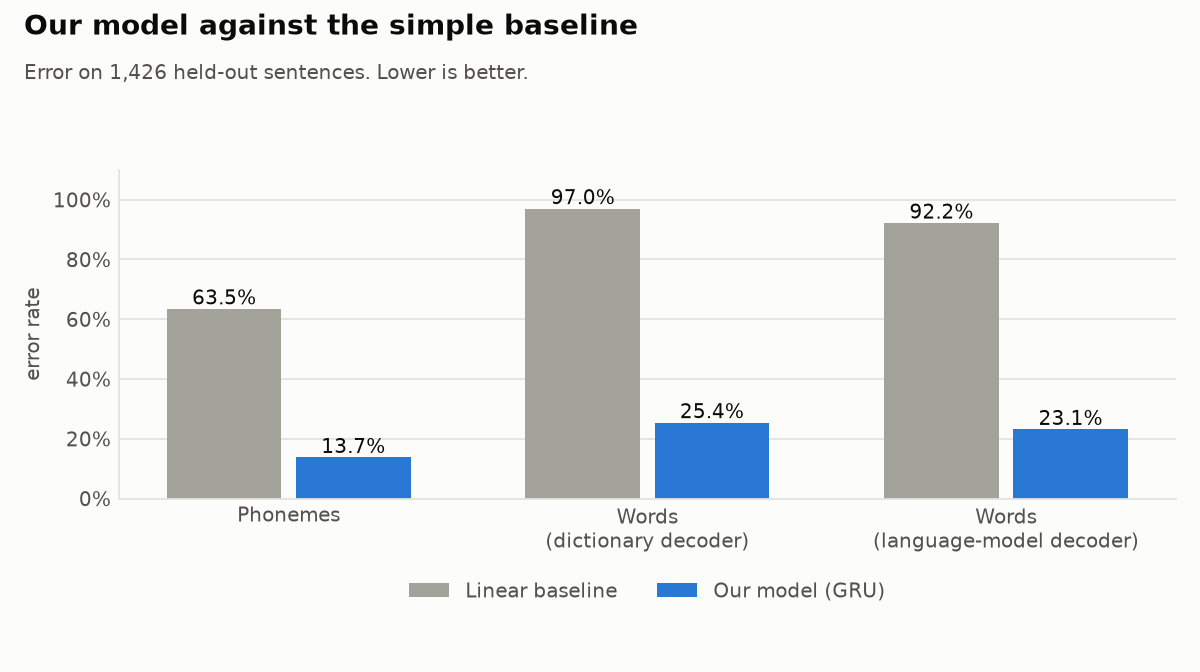 Our model against the simple baseline
Error on 1,426 held-out sentences. Lower is better.
error rate
100%
80%
60%
40%
20%
0%
63.5%
13.7%
97.0%
25.4%
92.2%
23.1%
Phonemes
Words
(dictionary decoder)
Words
(language-model decoder)
Linear baseline
Our model (GRU)